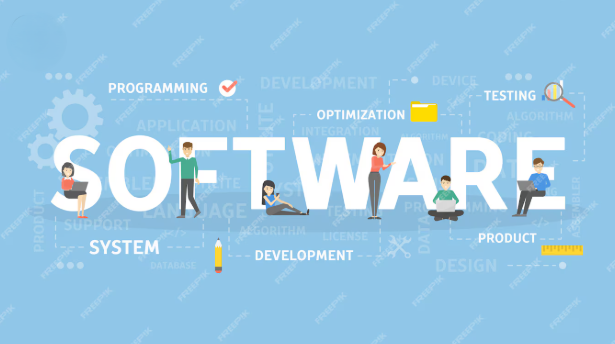 PROGRAMMING
DEVELOPMENT
DEVICE
TESTING
OPTIMIZATION
ALGORITHM
APPLICATION
INTEGRATION
CODING
SOFTWARE
PRODUCT
LANGUAGE
SUPPORT
ALGORITHM
LICENSE
SYSTEM
DEVELOPMENT
PRODUCT
DATABASE
DESIGN